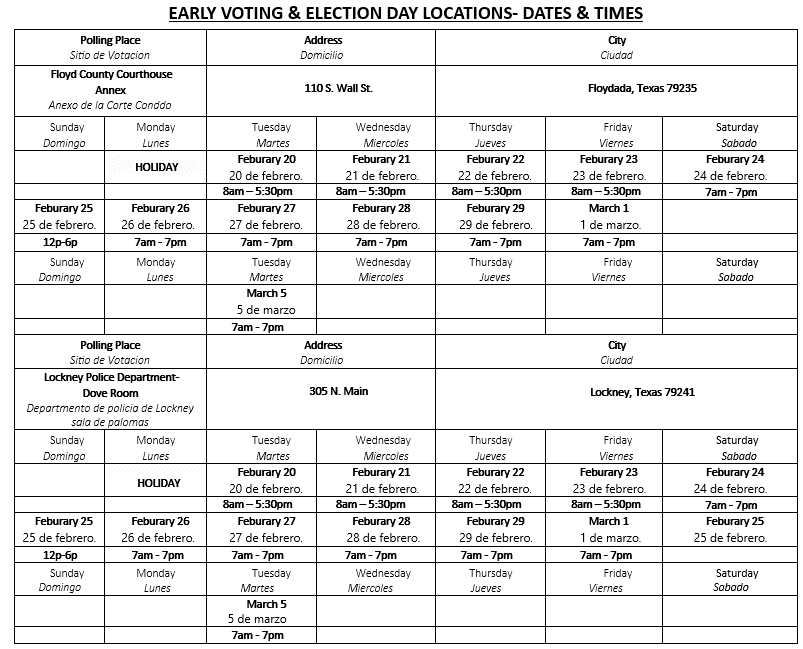 EARLY VOTING & ELECTION DAY LOCATIONS- DATES & TIMES
Polling Place Address City
Sitio de Votacion Domicilio Ciudad
Floyd County Courthouse
Annex
Anexo de la Corte Conddo
110 S. Wall St.
Floydada, Texas 79235
Sunday Monday Tuesday Wednesday Thursday Friday Saturday
Domingo Lunes Martes Miercoles Jueves Viernes Sabado
HOLIDAY Feburary 20 Feburary 21 Feburary 22 Feburary 23 Feburary 24
20 de febrero. 21 de febrero. 22 de febrero. 23 de febrero. 24 de febrero.
8am – 5:30pm 8am – 5:30pm 8am – 5:30pm 8am – 5:30pm 7am - 7pm
Feburary 25 Feburary 26 Feburary 27 Feburary 28 Feburary 29 March 1
25 de febrero. 26 de febrero. 27 de febrero. 28 de febrero. 29 de febrero. 1 de marzo.
12p-6p 7am - 7pm 7am - 7pm 7am - 7pm 7am - 7pm 7am - 7pm
Sunday Monday Tuesday Wednesday Thursday Friday Saturday
Domingo Lunes Martes Miercoles Jueves Viernes Sabado
March 5
5 de marzo
7am - 7pm
Polling Place Address City
Sitio de Votacion Domicilio Ciudad
Lockney Police Department-
Dove Room
Departmento de policia de Lockney
sala de palomas
305 N. Main
Lockney, Texas 79241
Sunday Monday Tuesday Wednesday Thursday Friday Saturday
Domingo Lunes Martes Miercoles Jueves Viernes Sabado
HOLIDAY Feburary 20 Feburary 21 Feburary 22 Feburary 23 Feburary 24
20 de febrero. 21 de febrero. 22 de febrero. 23 de febrero. 24 de febrero.
8am – 5:30pm 8am – 5:30pm 8am – 5:30pm 8am – 5:30pm 7am - 7pm
Feburary 25 Feburary 26 Feburary 27 Feburary 28 Feburary 29 March 1 Feburary 25
25 de febrero. 26 de febrero. 27 de febrero. 28 de febrero. 29 de febrero. 1 de marzo. 25 de febrero.
12p-6p 7am - 7pm 7am - 7pm 7am - 7pm 7am - 7pm 7am - 7pm
Sunday Monday Tuesday Wednesday Thursday Friday Saturday
Domingo Lunes Martes Miercoles Jueves Viernes Sabado
March 5
5 de marzo
7am - 7pm